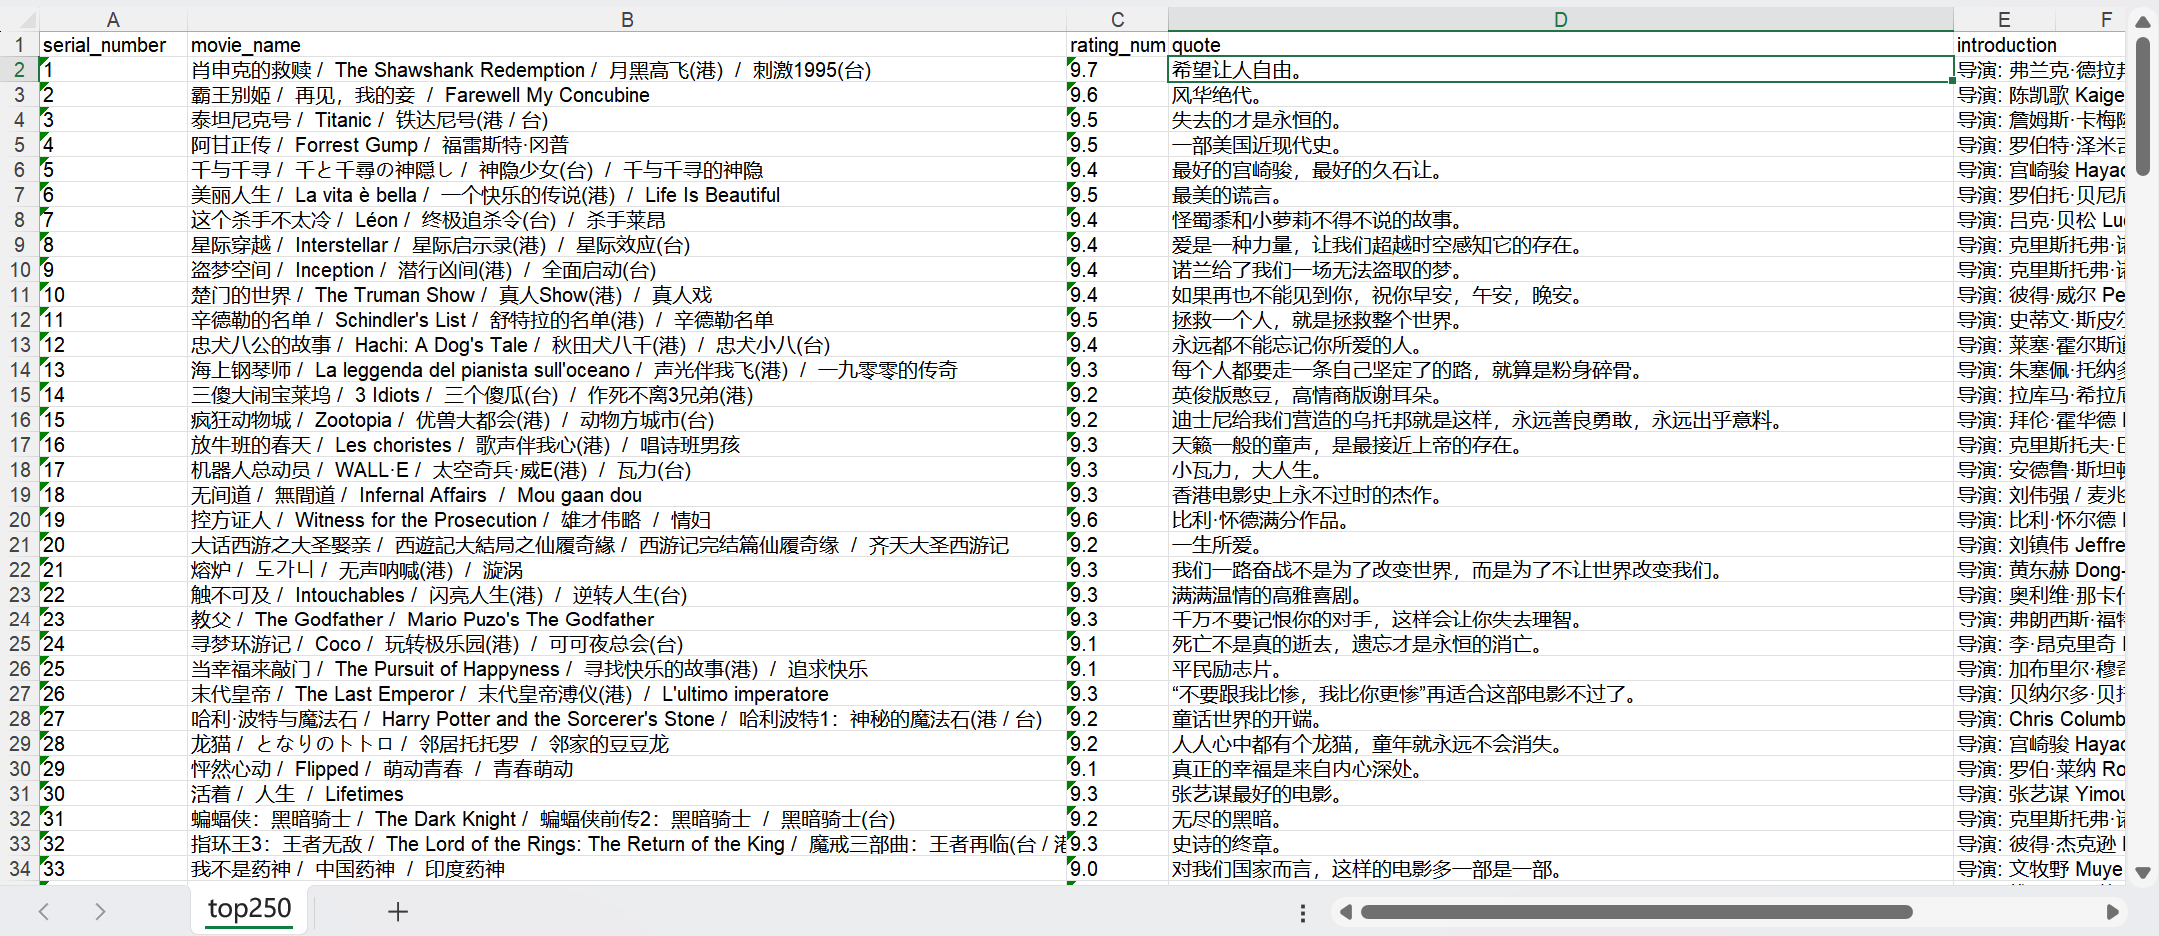 A B C D E F
1 serial_number movie_name rating_num quote introduction
2 1 肖申克的救赎 / The Shawshank Redemption / 月黑高飞(港) / 刺激1995(台) 9.7 希望让人自由。 导演: 弗兰克·德拉
3 2 霸王别姬 / 再见，我的妾 / Farewell My Concubine 9.6 风华绝代。 导演: 陈凯歌 Kaige
4 3 泰坦尼克号 / Titanic / 铁达尼号(港 / 台) 9.5 失去的才是永恒的。 导演: 詹姆斯·卡梅
5 4 阿甘正传 / Forrest Gump / 福雷斯特·冈普 9.5 一部美国近现代史。 导演: 罗伯特·泽米
6 5 千与千寻 / 千と千尋の神隠し / 神隐少女(台) / 千与千寻的神隐 9.4 最好的宫崎骏，最好的久石让。 导演: 宫崎骏 Hayao
7 6 美丽人生 / La vita è bella / 一个快乐的传说(港) / Life Is Beautiful 9.5 最美的谎言。 导演: 罗伯托·贝尼
8 7 这个杀手不太冷 / Léon / 终极追杀令(台) / 杀手莱昂 9.4 怪蜀黍和小萝莉不得不说的故事。 导演: 吕克·贝松 Lu
9 8 星际穿越 / Interstellar / 星际启示录(港) / 星际效应(台) 9.4 爱是一种力量，让我们超越时空感知它的存在。 导演: 克里斯托弗·
10 9 盗梦空间 / Inception / 潜行凶间(港) / 全面启动(台) 9.4 诺兰给了我们一场无法盗取的梦。 导演: 克里斯托弗·
11 10 楚门的世界 / The Truman Show / 真人Show(港) / 真人戏 9.4 如果再也不能见到你，祝你早安，午安，晚安。 导演: 彼得·威尔 Pe
12 11 辛德勒的名单 / Schindler's List / 舒特拉的名单(港) / 辛德勒名单 9.5 拯救一个人，就是拯救整个世界。 导演: 史蒂文·斯皮
13 12 忠犬八公的故事 / Hachi: A Dog's Tale / 秋田犬八千(港) / 忠犬小八(台) 9.4 永远都不能忘记你所爱的人。 导演: 莱塞·霍尔斯
14 13 海上钢琴师 / La leggenda del pianista sull'oceano / 声光伴我飞(港) / 一九零零的传奇 9.3 每个人都要走一条自己坚定了的路，就算是粉身碎骨。 导演: 朱塞佩·托纳
15 14 三傻大闹宝莱坞 / 3 Idiots / 三个傻瓜(台) / 作死不离3兄弟(港) 9.2 英俊版憨豆，高情商版谢耳朵。 导演: 拉库马·希拉
16 15 疯狂动物城 / Zootopia / 优兽大都会(港) / 动物方城市(台) 9.2 迪士尼给我们营造的乌托邦就是这样，永远善良勇敢，永远出乎意料。 导演: 拜伦·霍华德
17 16 放牛班的春天 / Les choristes / 歌声伴我心(港) / 唱诗班男孩 9.3 天籁一般的童声，是最接近上帝的存在。 导演: 克里斯托夫·
18 17 机器人总动员 / WALL·E / 太空奇兵·威E(港) / 瓦力(台) 9.3 小瓦力，大人生。 导演: 安德鲁·斯坦
19 18 无间道 / 無間道 / Infernal Affairs / Mou gaan dou 9.3 香港电影史上永不过时的杰作。 导演: 刘伟强 / 麦兆
20 19 控方证人 / Witness for the Prosecution / 雄才伟略 / 情妇 9.6 比利·怀德满分作品。 导演: 比利·怀尔德
21 20 大话西游之大圣娶亲 / 西遊記大結局之仙履奇緣 / 西游记完结篇仙履奇缘 / 齐天大圣西游记 9.2 一生所爱。 导演: 刘镇伟 Jeffre
22 21 熔炉 / 도가니 / 无声呐喊(港) / 漩涡 9.3 我们一路奋战不是为了改变世界，而是为了不让世界改变我们。 导演: 黄东赫 Dong-
23 22 触不可及 / Intouchables / 闪亮人生(港) / 逆转人生(台) 9.3 满满温情的高雅喜剧。 导演: 奥利维·那卡
24 23 教父 / The Godfather / Mario Puzo's The Godfather 9.3 千万不要记恨你的对手，这样会让你失去理智。 导演: 弗朗西斯·福
25 24 寻梦环游记 / Coco / 玩转极乐园(港) / 可可夜总会(台) 9.1 死亡不是真的逝去，遗忘才是永恒的消亡。 导演: 李·昂克里奇
26 25 当幸福来敲门 / The Pursuit of Happyness / 寻找快乐的故事(港) / 追求快乐 9.1 平民励志片。 导演: 加布里尔·穆
27 26 末代皇帝 / The Last Emperor / 末代皇帝溥仪(港) / L'ultimo imperatore 9.3 “不要跟我比惨，我比你更惨”再适合这部电影不过了。 导演: 贝纳尔多·贝
28 27 哈利·波特与魔法石 / Harry Potter and the Sorcerer's Stone / 哈利波特1：神秘的魔法石(港 / 台) 9.2 童话世界的开端。 导演: Chris Columb
29 28 龙猫 / となりのトトロ / 邻居托托罗 / 邻家的豆豆龙 9.2 人人心中都有个龙猫，童年就永远不会消失。 导演: 宫崎骏 Hayao
30 29 怦然心动 / Flipped / 萌动青春 / 青春萌动 9.1 真正的幸福是来自内心深处。 导演: 罗伯·莱纳 Ro
31 30 活着 / 人生 / Lifetimes 9.3 张艺谋最好的电影。 导演: 张艺谋 Yimou
32 31 蝙蝠侠：黑暗骑士 / The Dark Knight / 蝙蝠侠前传2：黑暗骑士 / 黑暗骑士(台) 9.2 无尽的黑暗。 导演: 克里斯托弗·
33 32 指环王3：王者无敌 / The Lord of the Rings: The Return of the King / 魔戒三部曲：王者再临(台 / 9.3 史诗的终章。 导演: 彼得·杰克逊
34 33 我不是药神 / 中国药神 / 印度药神 9.0 对我们国家而言，这样的电影多一部是一部。 导演: 文牧野 Muye
top250